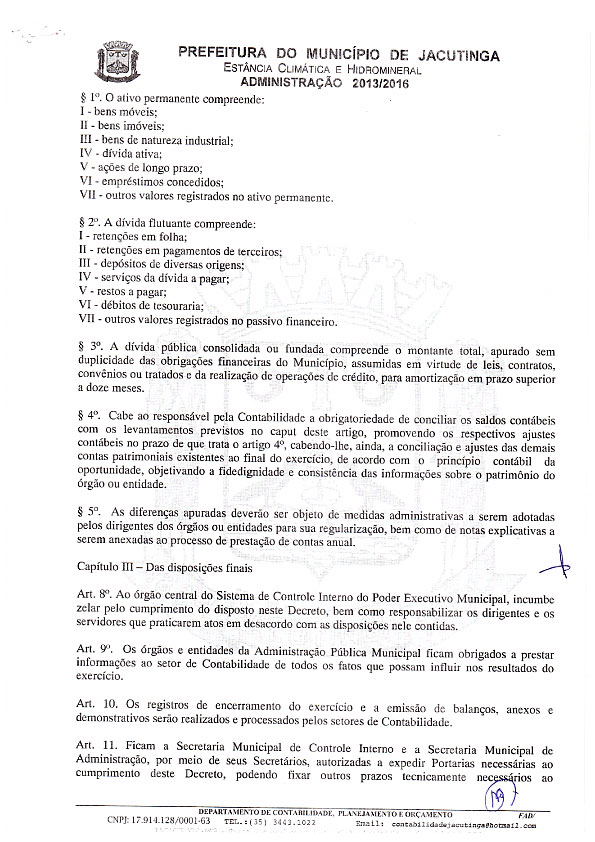 PREFEITURA DO MUNICÍPIO DE JACUTINGA
ESTÂNCIA CLIMÁTICA E HIDROMINERAL
ADMINISTRAÇÃO 2013/2016
§ 1º. O ativo permanente compreende:
I - bens móveis;
II - bens imóveis;
III - bens de natureza industrial;
IV - dívida ativa;
V - ações de longo prazo;
VI - empréstimos concedidos;
VII - outros valores registrados no ativo permanente.
§ 2º. A dívida flutuante compreende:
I - retenções em folha;
II - retenções em pagamentos de terceiros;
III - depósitos de diversas origens;
IV - serviços da dívida a pagar;
V - restos a pagar;
VI - débitos de tesouraria;
VII - outros valores registrados no passivo financeiro.
§ 3º. A dívida pública consolidada ou fundada compreende o montante total, apurado sem
duplicidade das obrigações financeiras do Município, assumidas em virtude de leis, contratos,
convênios ou tratados e da realização de operações de crédito, para amortização em prazo superior
a doze meses.
§ 4º. Cabe ao responsável pela Contabilidade a obrigatoriedade de conciliar os saldos contábeis
com os levantamentos previstos no caput deste artigo, promovendo os respectivos ajustes
contábeis no prazo de que trata o artigo 4º, cabendo-lhe, ainda, a conciliação e ajustes das demais
contas patrimoniais existentes ao final do exercício, de acordo com o princípio contábil da
oportunidade, objetivando a fidedignidade e consistência das informações sobre o patrimônio do
órgão ou entidade.
§ 5º. As diferenças apuradas deverão ser objeto de medidas administrativas a serem adotadas
pelos dirigentes dos órgãos ou entidades para sua regularização, bem como de notas explicativas a
serem anexadas ao processo de prestação de contas anual.
Capítulo III – Das disposições finais
Art. 8º. Ao órgão central do Sistema de Controle Interno do Poder Executivo Municipal, incumbe
zelar pelo cumprimento do disposto neste Decreto, bem como responsabilizar os dirigentes e os
servidores que praticarem atos em desacordo com as disposições nele contidas.
Art. 9º. Os órgãos e entidades da Administração Pública Municipal ficam obrigados a prestar
informações ao setor de Contabilidade de todos os fatos que possam influir nos resultados do
exercício.
Art. 10. Os registros de encerramento do exercício e a emissão de balanços, anexos e
demonstrativos serão realizados e processados pelos setores de Contabilidade.
Art. 11. Ficam a Secretaria Municipal de Controle Interno e a Secretaria Municipal de
Administração, por meio de seus Secretários, autorizadas a expedir Portarias necessárias ao
cumprimento deste Decreto, podendo fixar outros prazos tecnicamente necessários ao
DEPARTAMENTO DE CONTABILIDADE, PLANEJAMENTO E ORÇAMENTO FAD/
CNPJ: 17.914.128/0001-63 TEL.:(35) 3443.1022 Email: contabilidadejacutinga@hotmail.com